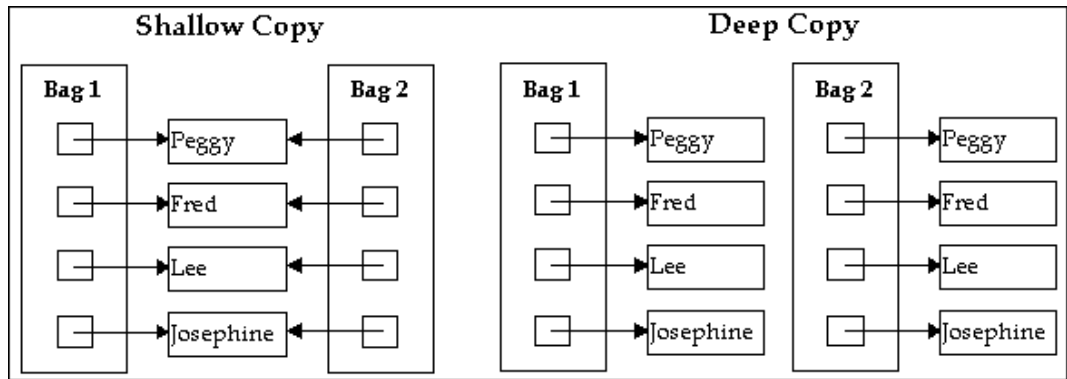 Shallow Copy
Bag 1
Bag 2
Peggy
Fred
Lee
Josephine
Deep Copy
Bag 1
Peggy
Fred
Lee
Josephine
Bag 2
Peggy
Fred
Lee
Josephine